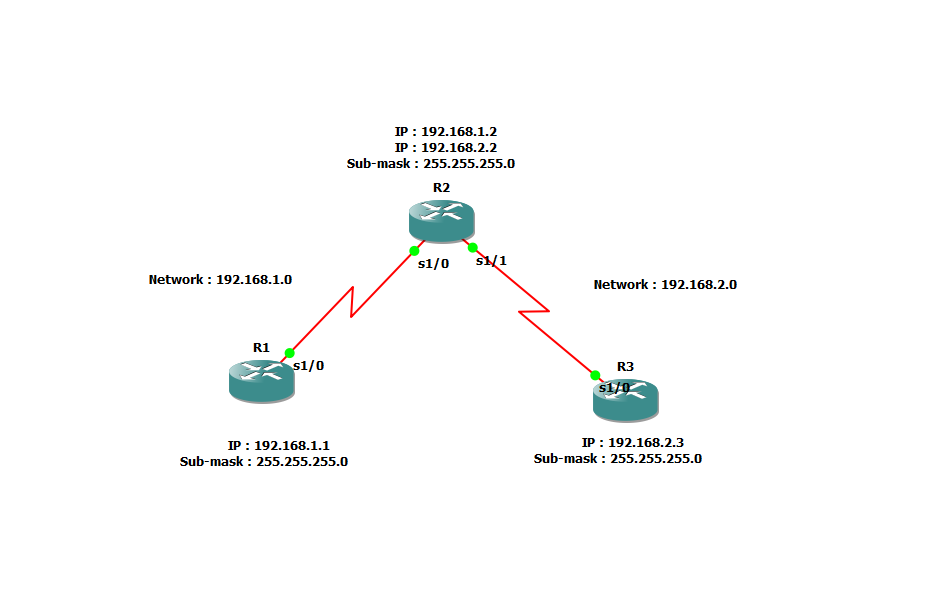 IP : 192.168.1.2
IP : 192.168.2.2
Sub-mask : 255.255.255.0
R2
s1/0
s1/1
Network : 192.168.1.0
Network : 192.168.2.0
R1
s1/0
R3
s1/0
IP : 192.168.1.1
Sub-mask : 255.255.255.0
IP : 192.168.2.3
Sub-mask : 255.255.255.0